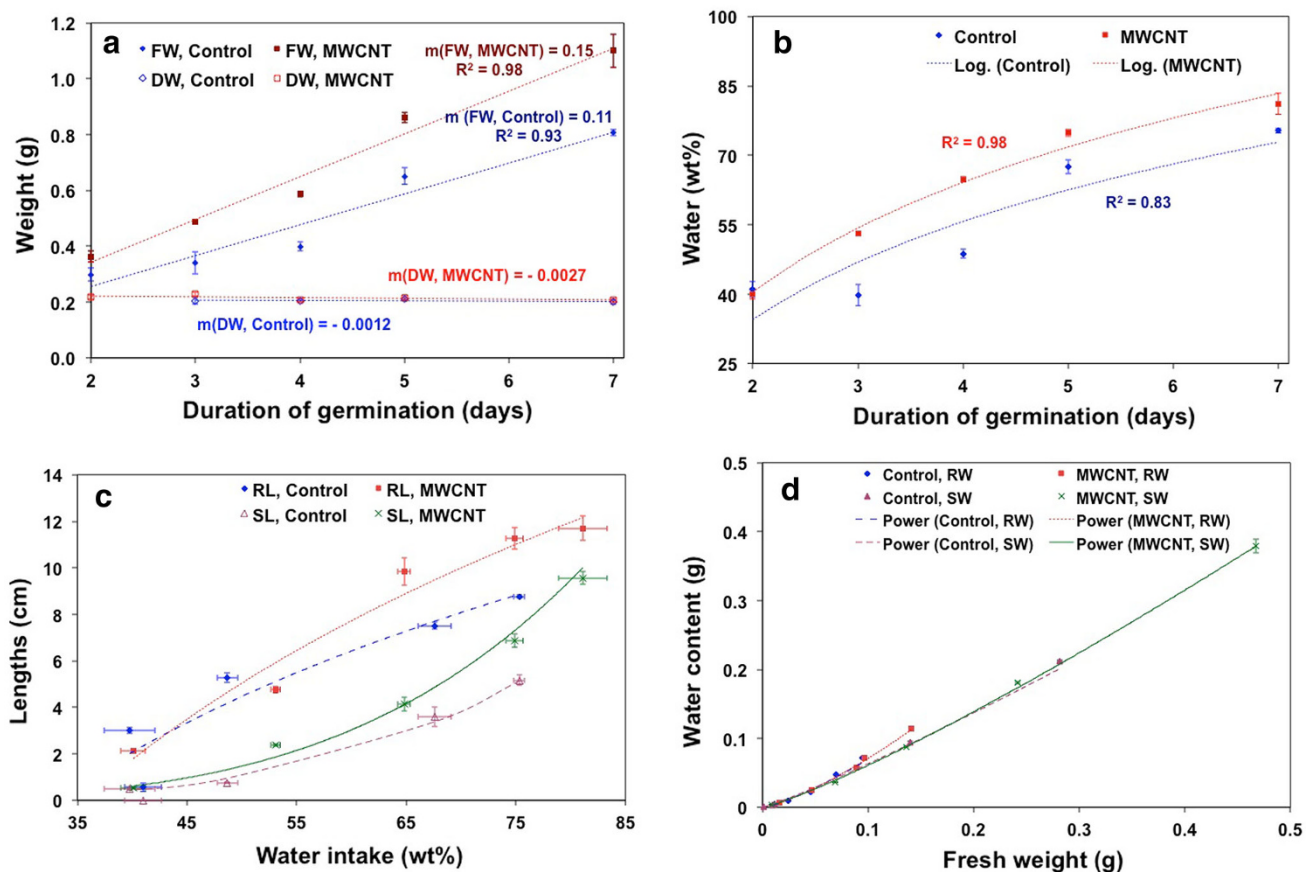 a
FW, Control
FW, MWCNT
DW, Control
DW, MWCNT
m(FW, MWCNT) = 0.15
R² = 0.98
m (FW, Control) = 0.11
R² = 0.93
m(DW, MWCNT) = - 0.0027
m(DW, Control) = - 0.0012
Weight (g)
1.2
1.0
0.8
0.6
0.4
0.2
0.0
2 3 4 5 6 7
Duration of germination (days)
b
Control
MWCNT
Log. (Control)
Log. (MWCNT)
R² = 0.98
R² = 0.83
Water (wt%)
100
85
70
55
40
25
2 3 4 5 6 7
Duration of germination (days)
c
RL, Control
RL, MWCNT
SL, Control
SL, MWCNT
Lengths (cm)
14
12
10
8
6
4
2
0
35 45 55 65 75 85
Water intake (wt%)
d
Control, RW
MWCNT, RW
Control, SW
MWCNT, SW
Power (Control, RW)
Power (MWCNT, RW)
Power (Control, SW)
Power (MWCNT, SW)
Water content (g)
0.5
0.4
0.3
0.2
0.1
0
0 0.1 0.2 0.3 0.4 0.5
Fresh weight (g)